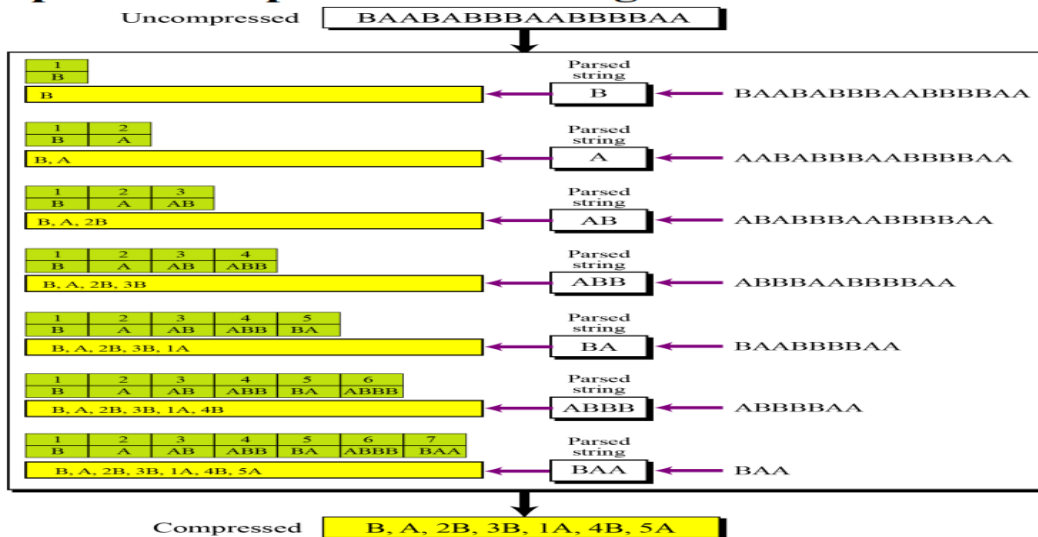 Uncompressed BAABABBBAABBBBAA
1 Parsed string
B
B B BAABABBBAABBBBAA
1 2 Parsed string
B A
B, A A AABABBBAABBBBAA
1 2 3 Parsed string
B A AB
B, A, 2B AB ABABBBAABBBBAA
1 2 3 4 Parsed string
B A AB ABB
B, A, 2B, 3B ABB ABBBAABBBBAA
1 2 3 4 5 Parsed string
B A AB ABB BA
B, A, 2B, 3B, 1A BA BAABBBBAA
1 2 3 4 5 6 Parsed string
B A AB ABB BA ABBB
B, A, 2B, 3B, 1A, 4B ABBB ABBBBAA
1 2 3 4 5 6 7 Parsed string
B A AB ABB BA ABBB BAA
B, A, 2B, 3B, 1A, 4B, 5A BAA BAA
Compressed B, A, 2B, 3B, 1A, 4B, 5A